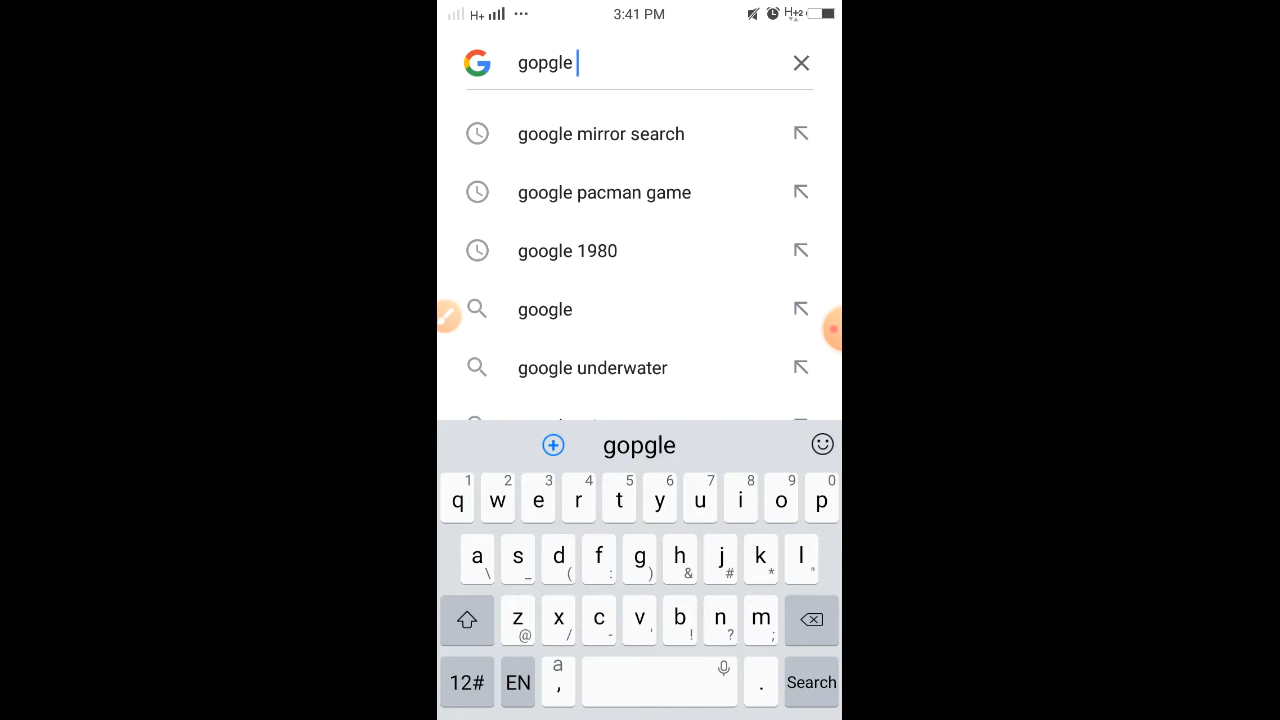 H+ ... 3:41 PM H+2
gopgle
google mirror search
google pacman game
google 1980
google
google underwater
gopgle
1 2 3 4 5 6 7 8 9 0
q w e r t y u i o p
a s d f g h j k l
\ _ ( : ) & # * "
z x c v b n m
@ / - ' ! ? ;
12# EN a , . Search